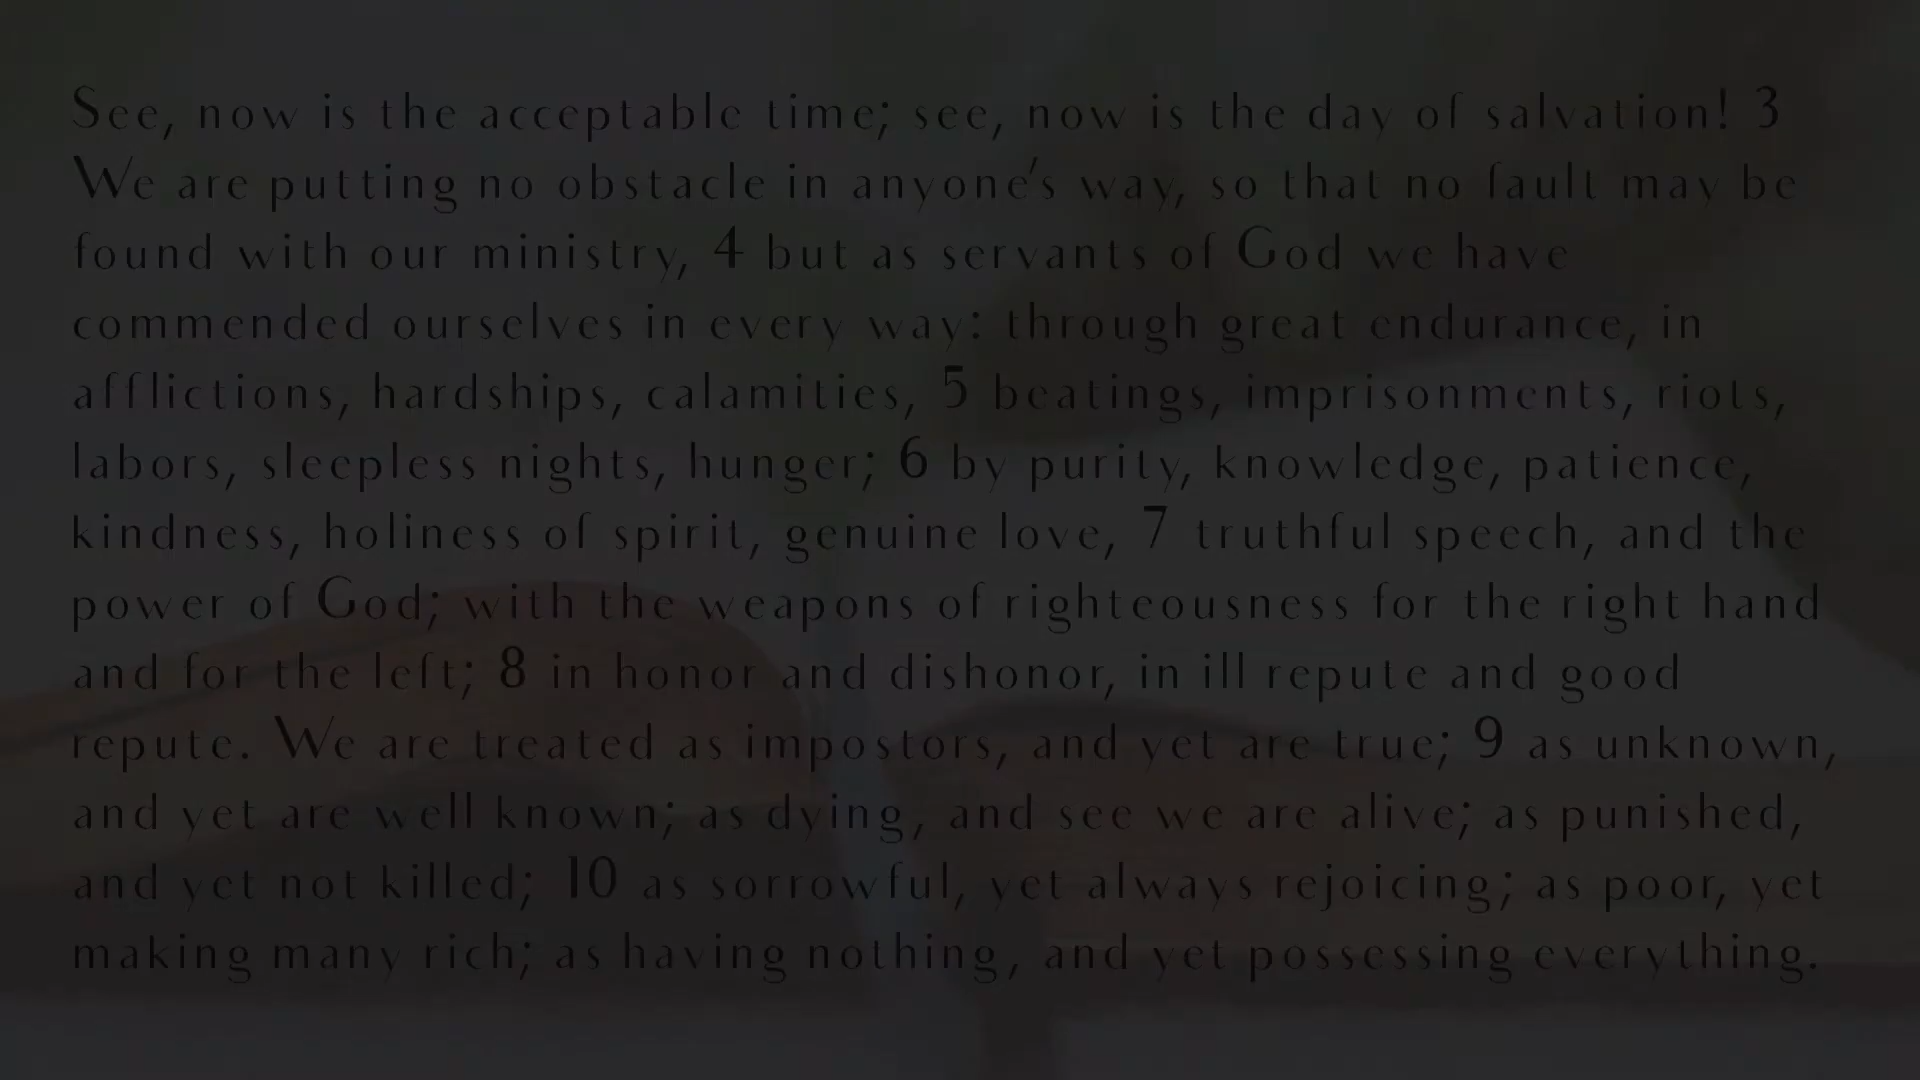 See, now is the acceptable time; see, now is the day of salvation! 3
We are putting no obstacle in anyone's way, so that no fault may be
found with our ministry, 4 but as servants of God we have
commended ourselves in every way: through great endurance, in
afflictions, hardships, calamities, 5 beatings, imprisonments, riots,
labors, sleepless nights, hunger; 6 by purity, knowledge, patience,
kindness, holiness of spirit, genuine love, 7 truthful speech, and the
power of God; with the weapons of righteousness for the right hand
and for the left; 8 in honor and dishonor, in ill repute and good
repute. We are treated as impostors, and yet are true; 9 as unknown,
and yet are well known; as dying, and see we are alive; as punished,
and yet not killed; 10 as sorrowful, yet always rejoicing; as poor, yet
making many rich; as having nothing, and yet possessing everything.